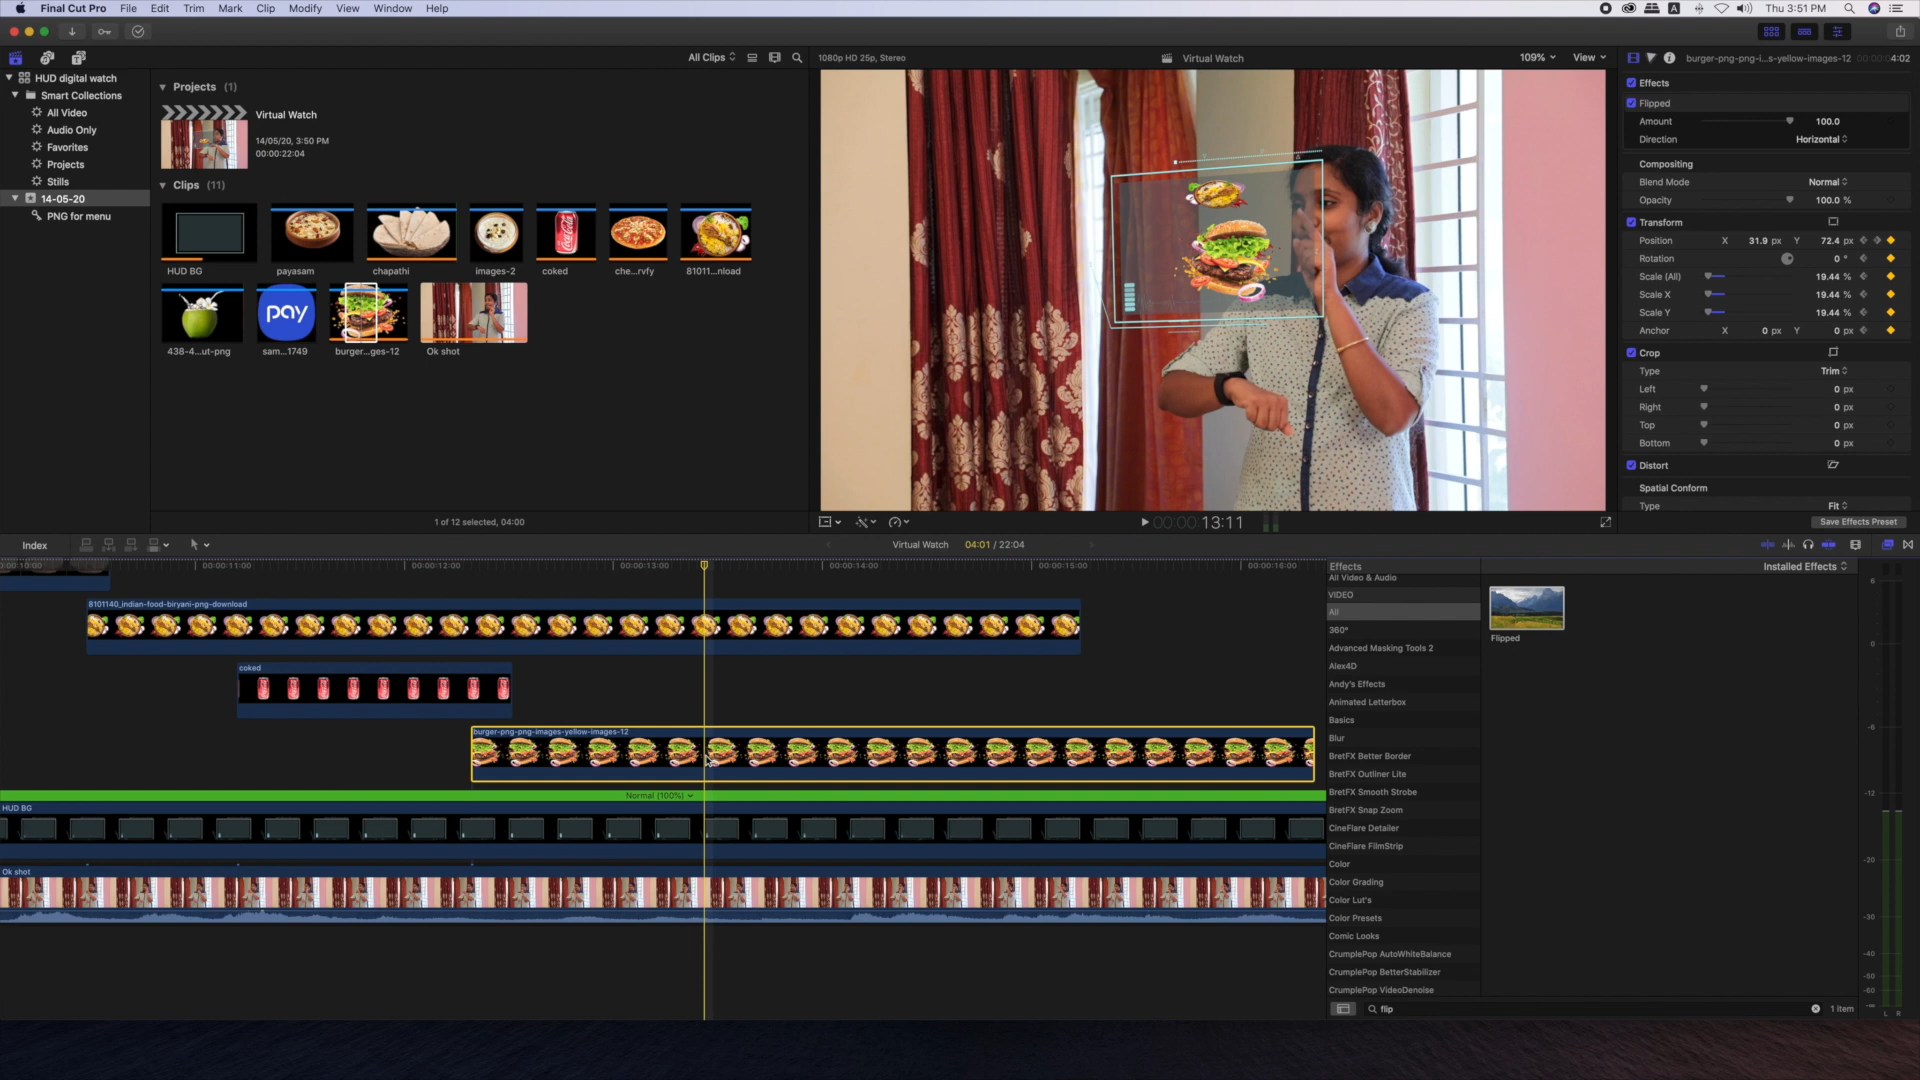 Final Cut Pro File Edit Trim Mark Clip Modify View Window Help
A Thu 3:51 PM
All Clips
1080p HD 25p, Stereo
Virtual Watch
109% View
burger-png-png-i...s-yellow-images-12
4:02
HUD digital watch
Smart Collections
All Video
Audio Only
Favorites
Projects
Stills
14-05-20
PNG for menu
Projects (1)
Virtual Watch
14/05/20, 3:50 PM
00:00:22:04
Clips (11)
HUD BG
payasam
chapathi
images-2
coked
che...rvfy
81011...nload
438-4...ut-png
pay
sam...1749
burger...ges-12
Ok shot
1 of 12 selected, 04:00
00:00:00 13:11
Effects
Flipped
Amount 100.0
Direction Horizontal
Compositing
Blend Mode Normal
Opacity 100.0 %
Transform
Position X 31.9 px Y 72.4 px
Rotation 0 °
Scale (All) 19.44 %
Scale X 19.44 %
Scale Y 19.44 %
Anchor X 0 px Y 0 px
Crop
Type Trim
Left 0 px
Right 0 px
Top 0 px
Bottom 0 px
Distort
Spatial Conform
Type Fit
Save Effects Preset
Index
Virtual Watch 04:01 / 22:04
00:00:11:00
00:00:12:00
00:00:13:00
00:00:14:00
00:00:15:00
00:00:16:00
8101140_indian-food-biryani-png-download
coked
burger-png-png-images-yellow-images-12
Normal (100%)
HUD BG
Ok shot
Effects
Installed Effects
All Video & Audio
VIDEO
All
360°
Advanced Masking Tools 2
Alex4D
Andy's Effects
Animated Letterbox
Basics
Blur
BretFX Better Border
BretFX Outliner Lite
BretFX Smooth Strobe
BretFX Snap Zoom
CineFlare Detailer
CineFlare FilmStrip
Color
Color Grading
Color Lut's
Color Presets
Comic Looks
CrumplePop AutoWhiteBalance
CrumplePop BetterStabilizer
CrumplePop VideoDenoise
Flipped
flip
1 item
6
0
-6
-12
-20
-30
-40
-50
-60
-∞
L R